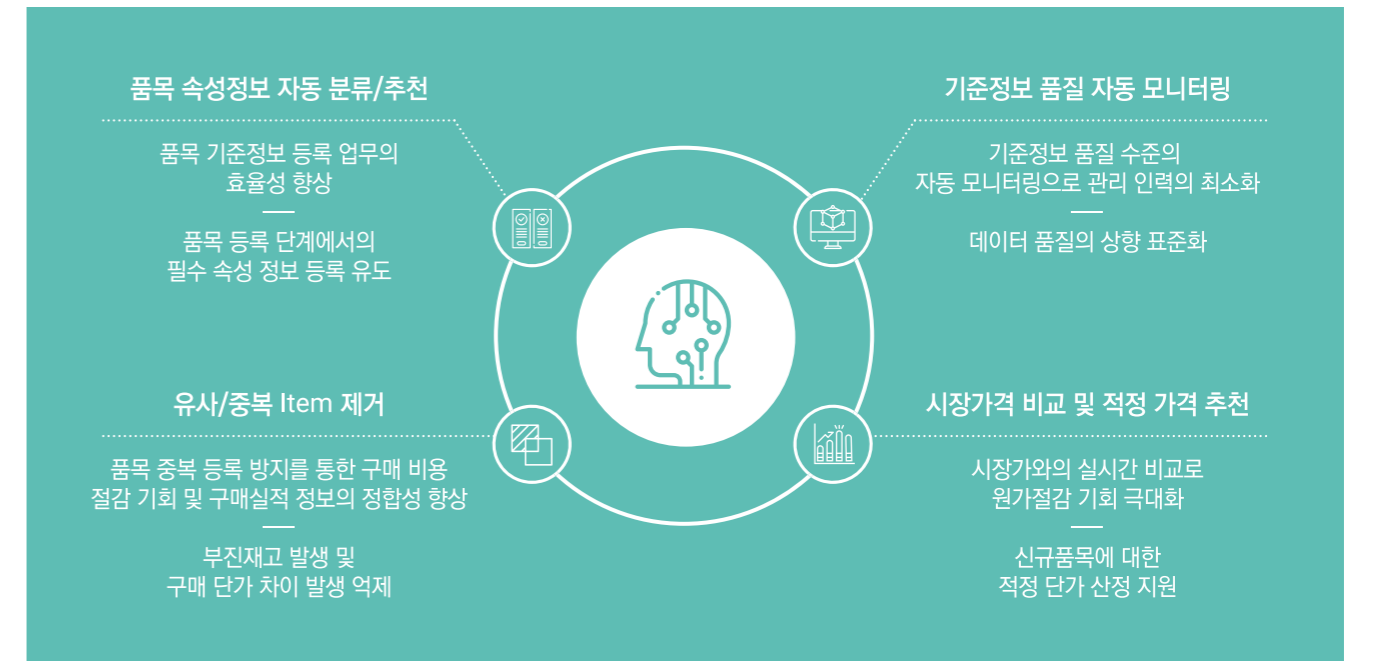 품목 속성정보 자동 분류/추천
품목 기준정보 등록 업무의
효율성 향상
품목 등록 단계에서의
필수 속성 정보 등록 유도
기준정보 품질 자동 모니터링
기준정보 품질 수준의
자동 모니터링으로 관리 인력의 최소화
데이터 품질의 상향 표준화
유사/중복 Item 제거
품목 중복 등록 방지를 통한 구매 비용
절감 기회 및 구매실적 정보의 정합성 향상
부진재고 발생 및
구매 단가 차이 발생 억제
시장가격 비교 및 적정 가격 추천
시장가와의 실시간 비교로
원가절감 기회 극대화
신규품목에 대한
적정 단가 산정 지원